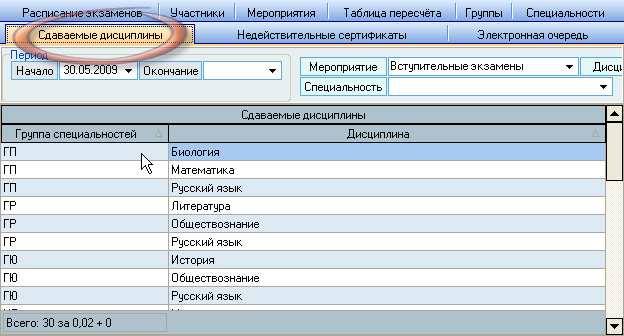 Расписание экзаменов Участники Мероприятия Таблица пересчёта Группы Специальности
Сдаваемые дисциплины Недействительные сертификаты Электронная очередь
Период
Начало 30.05.2009 Окончание Мероприятие Вступительные экзамены Дисци
Специальность
Сдаваемые дисциплины
Группа специальностей Дисциплина
ГП Биология
ГП Математика
ГП Русский язык
ГР Литература
ГР Обществознание
ГР Русский язык
ГЮ История
ГЮ Обществознание
ГЮ Русский язык
Всего: 30 за 0,02 + 0